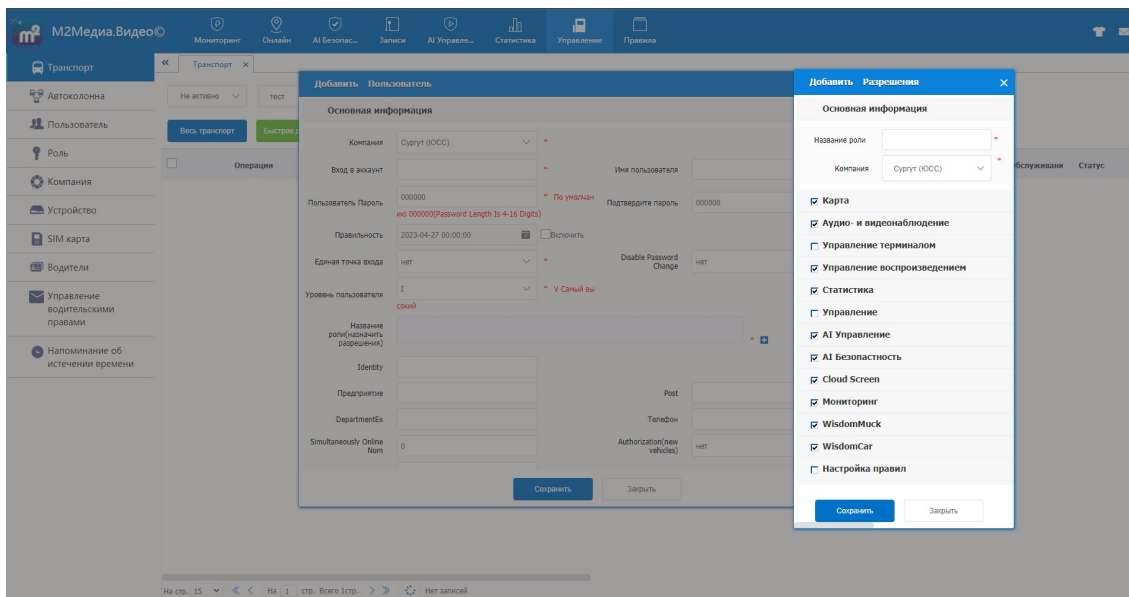 m2 М2Медиа.Видео©
Мониторинг Онлайн AI Безопас... Записи AI Управле... Статистика Управление Правила
Транспорт
Автоколонна
Пользователь
Роль
Компания
Устройство
SIM карта
Водители
Управление
водительскими
правами
Напоминание об
истечении времени
« Транспорт ×
Не активно тест
Весь транспорт Быстрое д
Операции
бслуживани Статус
Добавить Пользователь
Основная информация
Компания Сургут (ЮСС) *
Вход в аккаунт * Имя пользователя
Пользователь Пароль 000000 * По умолчан Подтвердите пароль 000000
ию 000000(Password Length Is 4-16 Digits)
Правильность 2023-04-27 00:00:00 Включить
Единая точка входа нет * Disable Password
Change нет
Уровень пользователя 1 * V Самый вы
сокий
Название
роли(назначить
разрешения) *
Identity
Предприятие Post
DepartmentEx Телефон
Simultaneously Online
Num 0 Authorization(new
vehicles) нет
Сохранить Закрыть
Добавить Разрешения ×
Основная информация
Название роли *
Компания Сургут (ЮСС) *
Карта
Аудио- и видеонаблюдение
Управление терминалом
Управление воспроизведением
Статистика
Управление
AI Управление
AI Безопастность
Cloud Screen
Мониторинг
WisdomMuck
WisdomCar
Настройка правил
Сохранить Закрыть
На стр. 15 На 1 стр. Всего 1стр. Нет записей